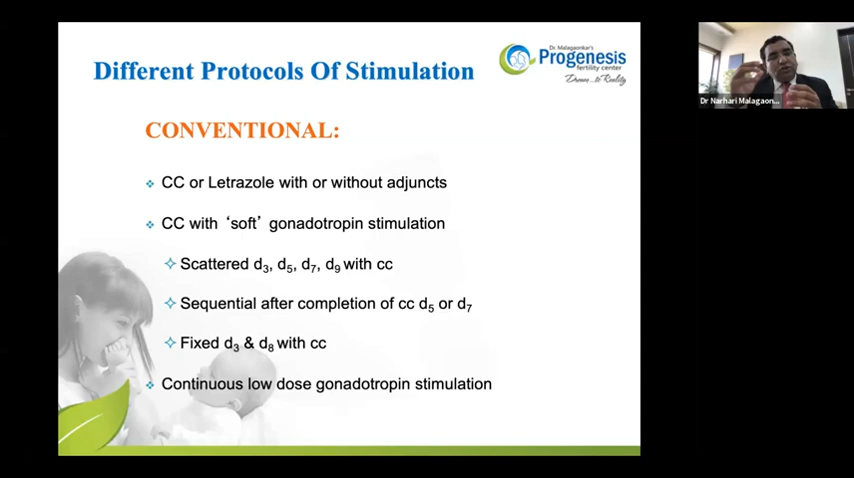 Different Protocols Of Stimulation
Dr. Malagaonkar's
Progenesis
fertility center
Dream...to Reality
CONVENTIONAL:
CC or Letrazole with or without adjuncts
CC with ‘soft’ gonadotropin stimulation
Scattered d3, d5, d7, d9 with cc
Sequential after completion of cc d5 or d7
Fixed d3 & d8 with cc
Continuous low dose gonadotropin stimulation
Dr Narhari Malagaon...